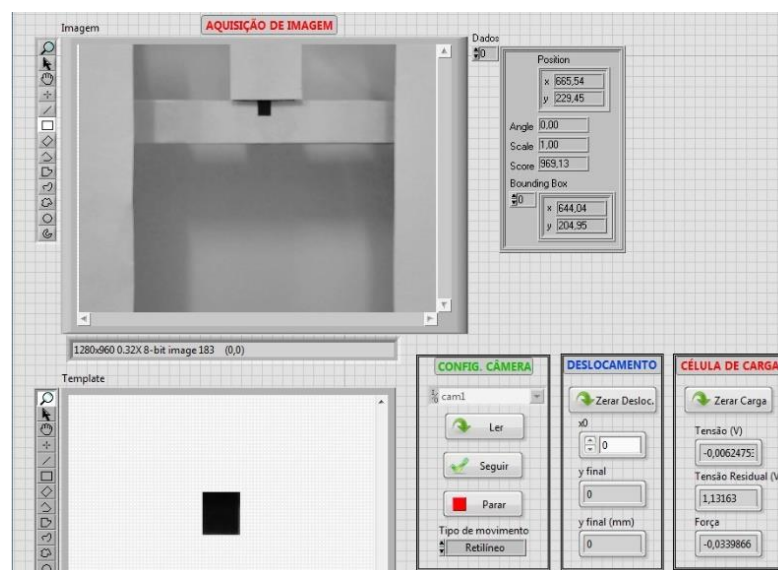 Imagem
AQUISIÇÃO DE IMAGEM
Dados
0
Position
x 665,54
y 229,45
Angle 0,00
Scale 1,00
Score 969,13
Bounding Box
0
x 644,04
y 204,95
1280x960 0.32X 8-bit image 183 (0,0)
Template
CONFIG. CÂMERA
cam1
Ler
Seguir
Parar
Tipo de movimento
Retilíneo
DESLOCAMENTO
Zerar Desloc.
x0
0
y final
0
y final (mm)
0
CÉLULA DE CARGA
Zerar Carga
Tensão (V)
-0,0062475
Tensão Residual (V
1,13163
Força
-0,0339866